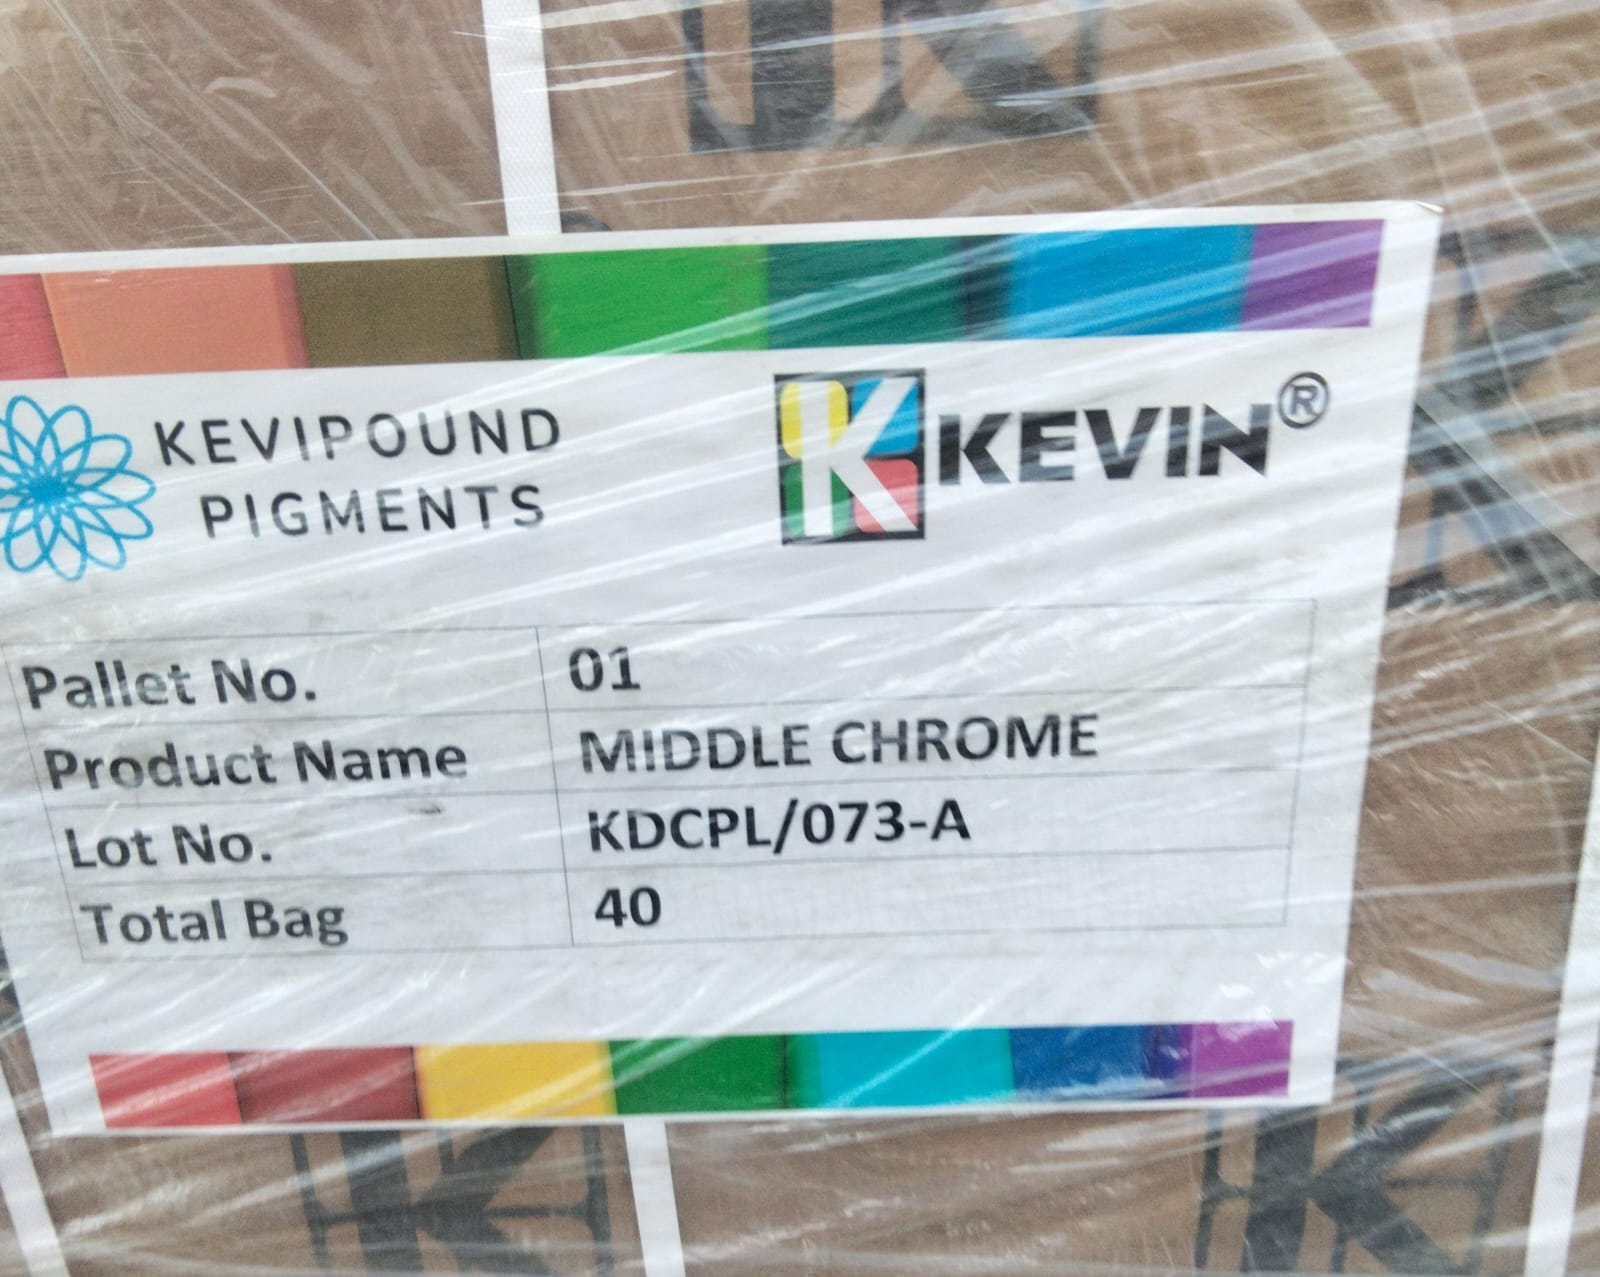 KEVIPOUND
PIGMENTS
K KEVIN®
Pallet No. 01
Product Name MIDDLE CHROME
Lot No. KDCPL/073-A
Total Bag 40
K
K